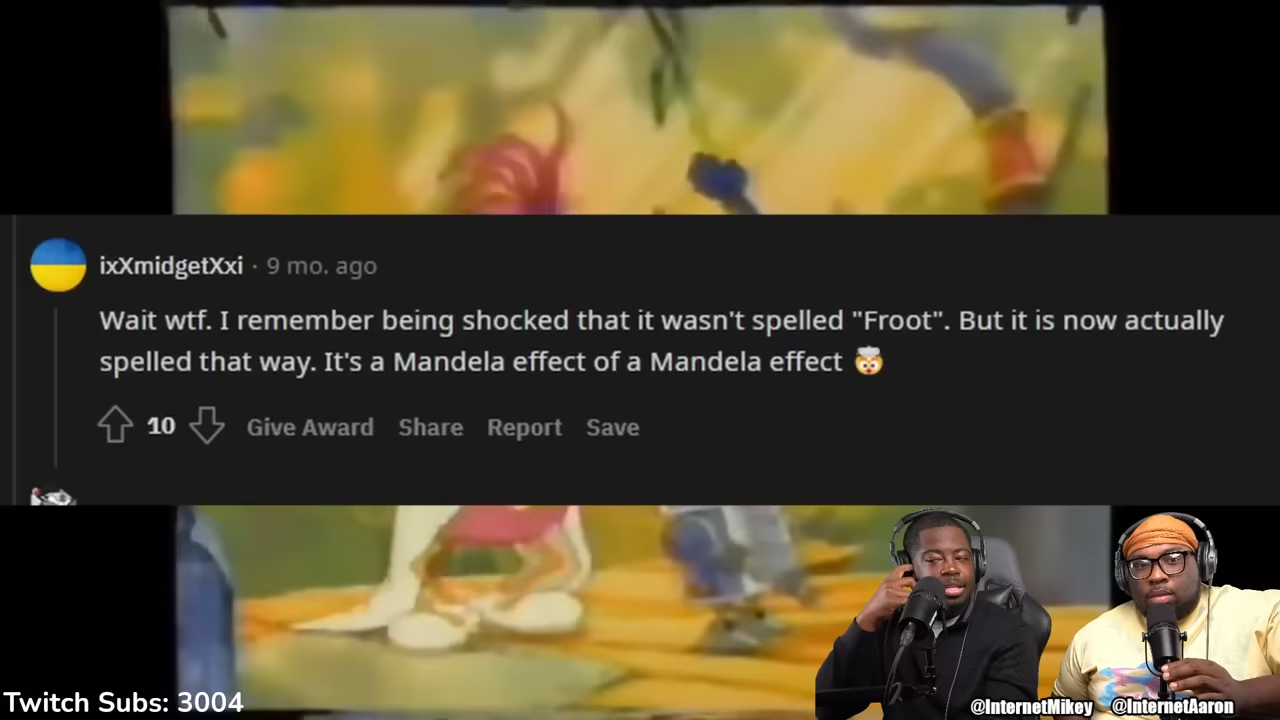 ixXmidgetXxi · 9 mo. ago
Wait wtf. I remember being shocked that it wasn't spelled "Froot". But it is now actually
spelled that way. It's a Mandela effect of a Mandela effect 🤯
10 Give Award Share Report Save
Twitch Subs: 3004
@InternetMikey @InternetAaron